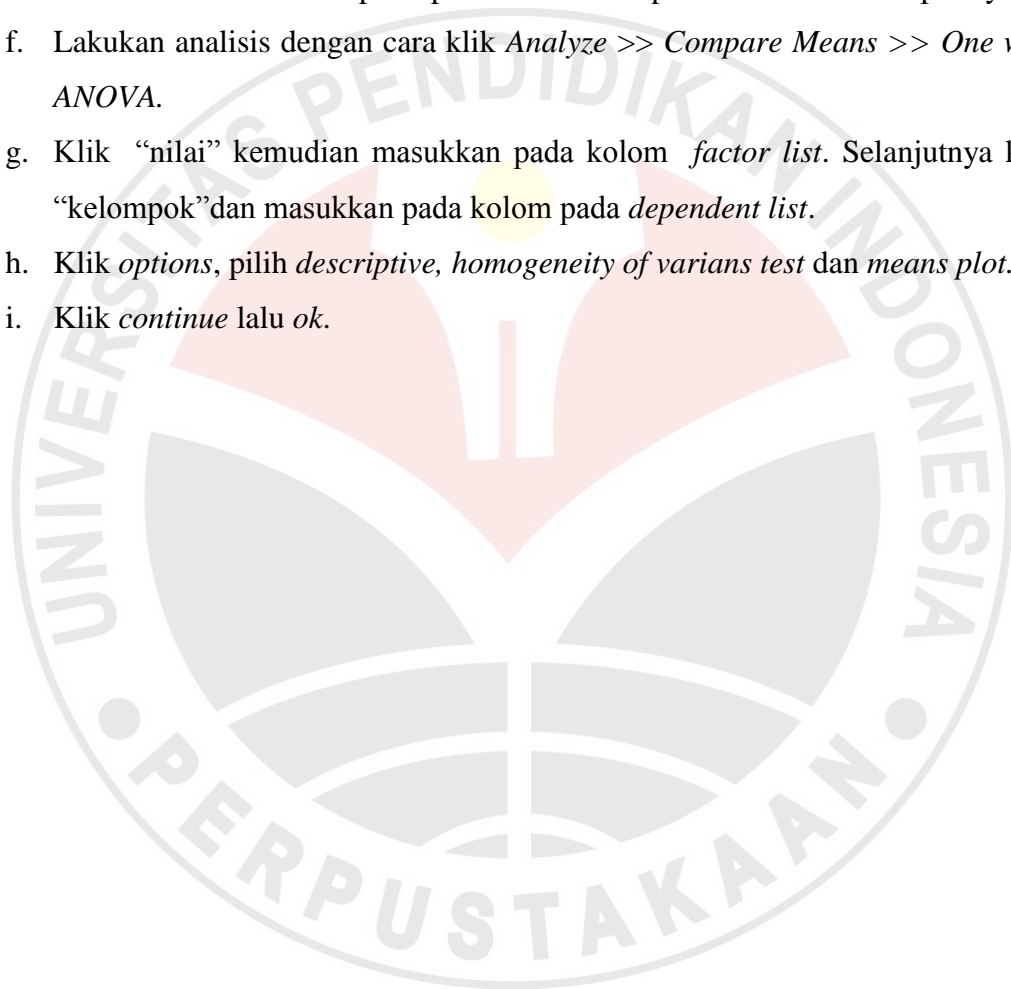 f. Lakukan analisis dengan cara klik Analyze >> Compare Means >> One
ANOVA.
g. Klik “nilai” kemudian masukkan pada kolom factor list. Selanjutnya
“kelompok”dan masukkan pada kolom pada dependent list.
h. Klik options, pilih descriptive, homogeneity of varians test dan means plot.
i. Klik continue lalu ok.
UNIVERSITAS PENDIDIKAN INDONESIA
PERPUSTAKAAN